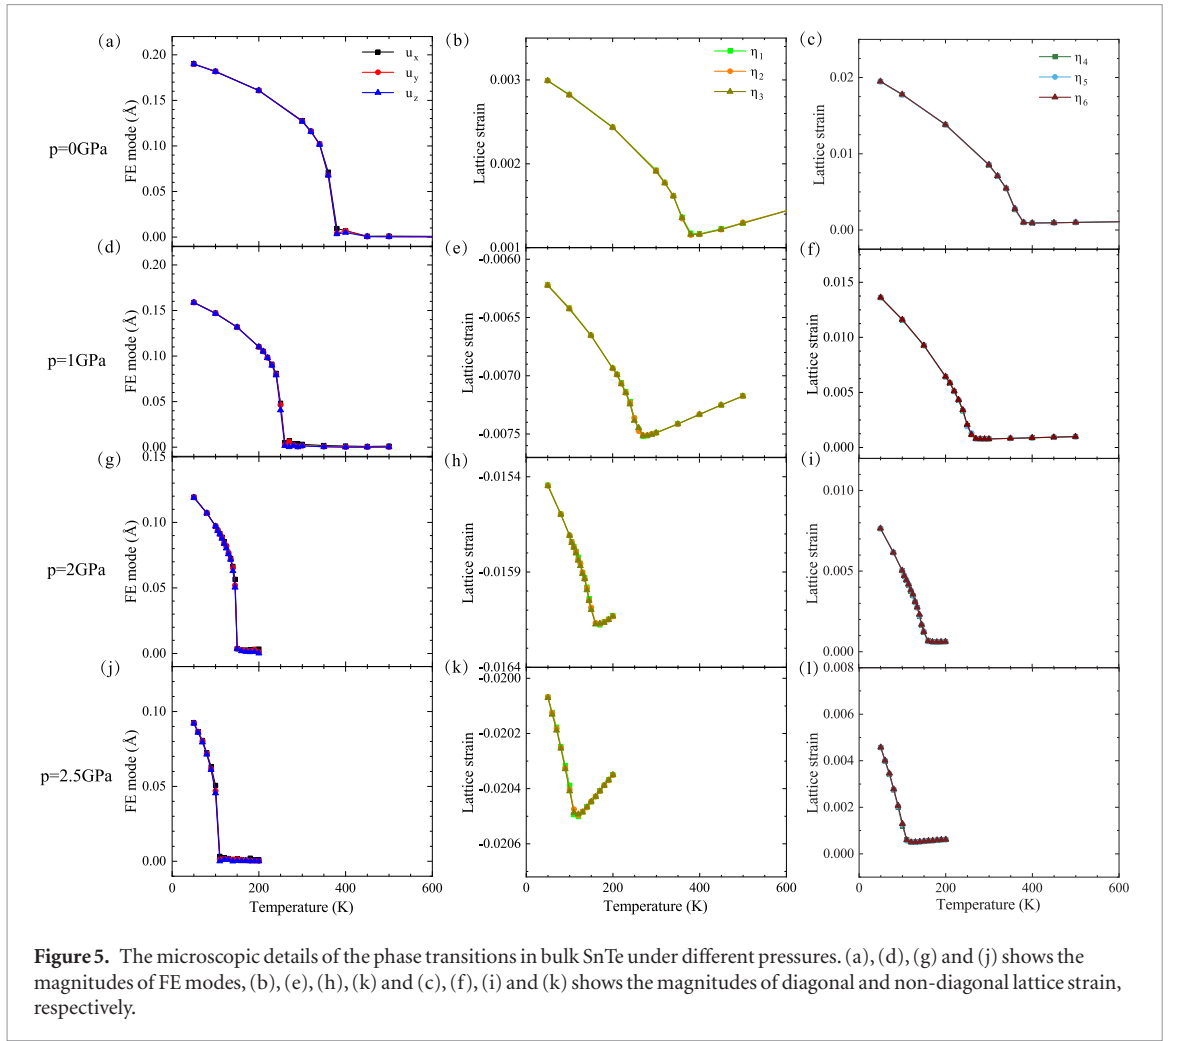 (a)
0.20
0.15
0.10
0.05
0.00
FE mode (Å)
u_x
u_y
u_z
p=0GPa
(b)
0.003
0.002
0.001
Lattice strain
η_1
η_2
η_3
(c)
0.02
0.01
0.00
Lattice strain
η_4
η_5
η_6
(d)
0.20
0.15
0.10
0.05
0.00
FE mode (Å)
p=1GPa
(e)
-0.0060
-0.0065
-0.0070
-0.0075
Lattice strain
(f)
0.015
0.010
0.005
0.000
Lattice strain
(g)
0.15
0.10
0.05
0.00
FE mode (Å)
p=2GPa
(h)
-0.0154
-0.0159
-0.0164
Lattice strain
(i)
0.010
0.005
0.000
Lattice strain
(j)
0.10
0.05
0.00
FE mode (Å)
p=2.5GPa
0 200 400 600
Temperature (K)
(k)
-0.0200
-0.0202
-0.0204
-0.0206
Lattice strain
0 200 400 600
Temperature (K)
(l)
0.008
0.006
0.004
0.002
0.000
Lattice strain
0 200 400 600
Temperature (K)
Figure 5. The microscopic details of the phase transitions in bulk SnTe under different pressures. (a), (d), (g) and (j) shows the
magnitudes of FE modes, (b), (e), (h), (k) and (c), (f), (i) and (k) shows the magnitudes of diagonal and non-diagonal lattice strain,
respectively.